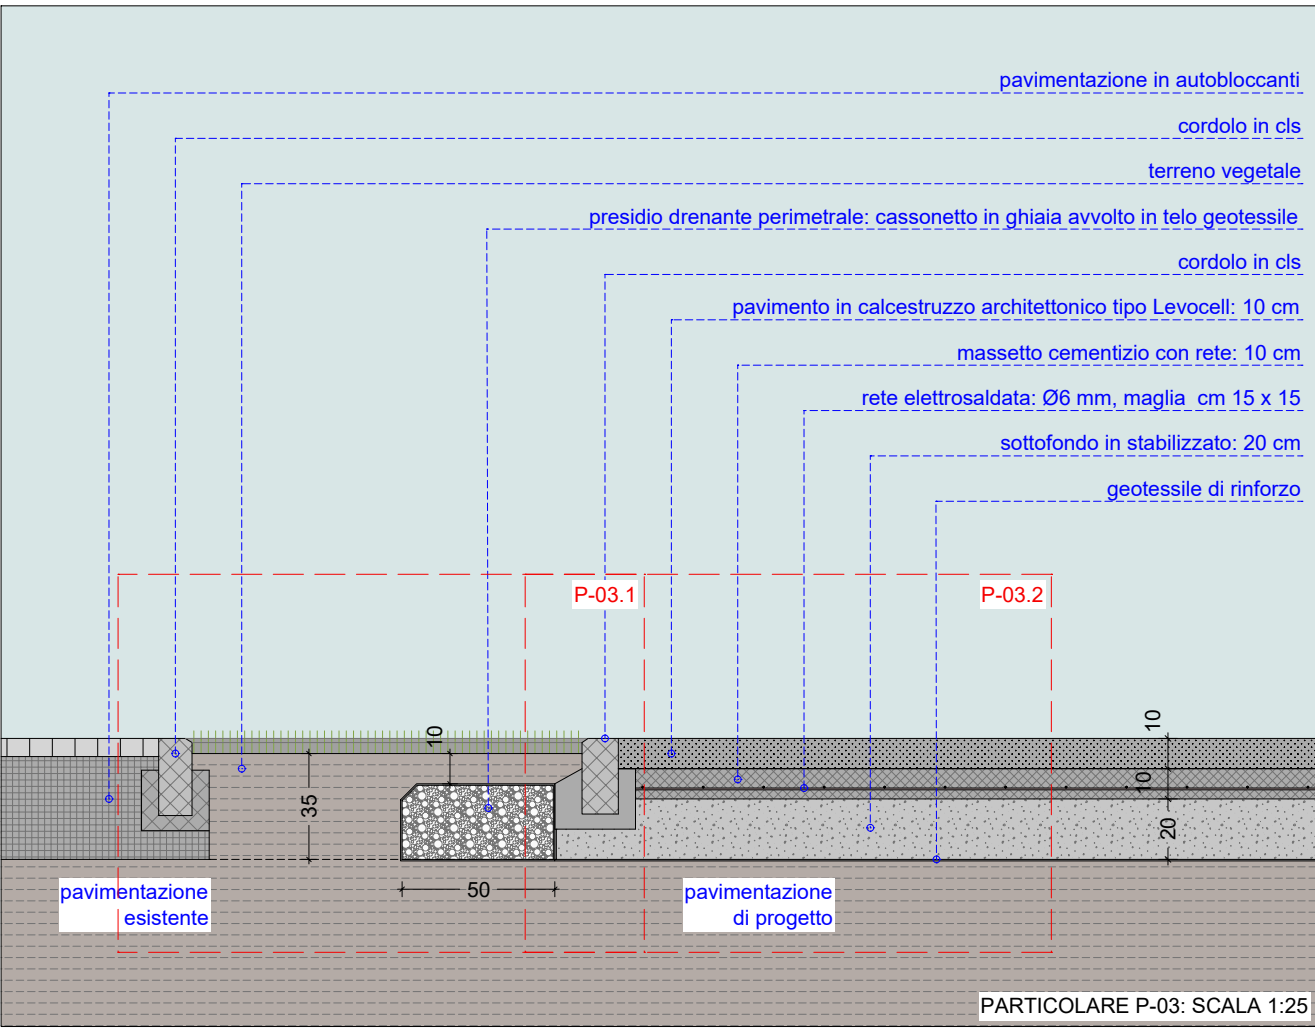 pavimentazione in autobloccanti
cordolo in cls
terreno vegetale
presidio drenante perimetrale: cassonetto in ghiaia avvolto in telo geotessile
cordolo in cls
pavimento in calcestruzzo architettonico tipo Levocell: 10 cm
massetto cementizio con rete: 10 cm
rete elettrosaldata: Ø6 mm, maglia  cm 15 x 15
sottofondo in stabilizzato: 20 cm
geotessile di rinforzo
P-03.1
P-03.2
10
10
35
10
20
50
pavimentazione
esistente
pavimentazione
di progetto
PARTICOLARE P-03: SCALA 1:25